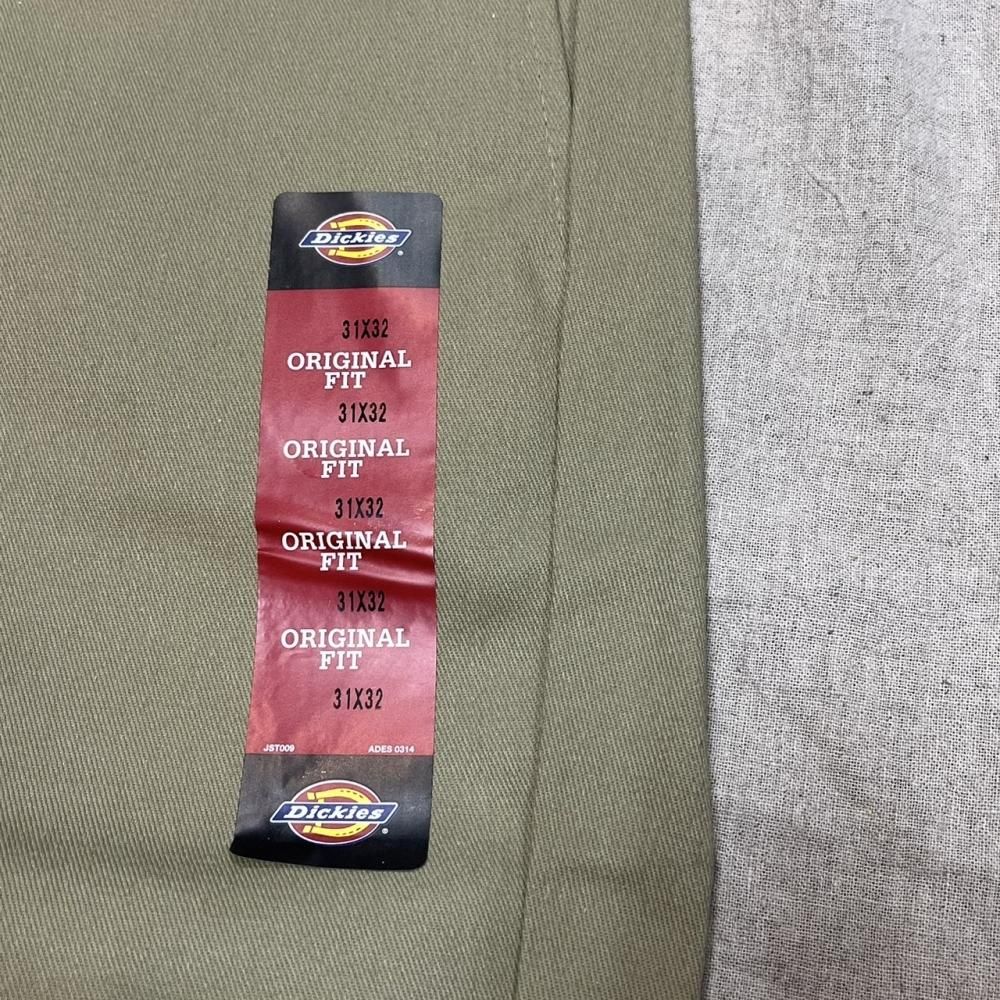 Dickies®
31X32
ORIGINAL
FIT
31X32
ORIGINAL
FIT
31X32
ORIGINAL
FIT
31X32
ORIGINAL
FIT
31X32
JST009 ADES 0314
Dickies®